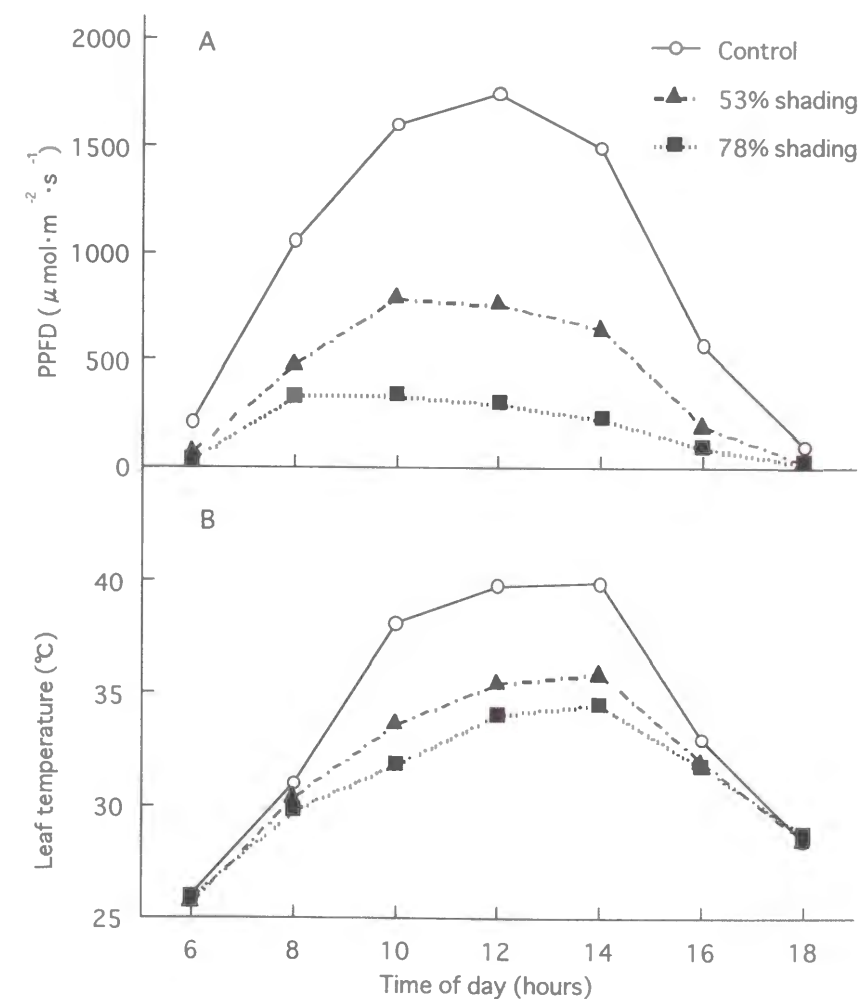 A
Control
53% shading
78% shading
2000
1500
1000
500
0
PPFD (μmol·m⁻²·s⁻¹)
B
40
35
30
25
Leaf temperature (℃)
6 8 10 12 14 16 18
Time of day (hours)